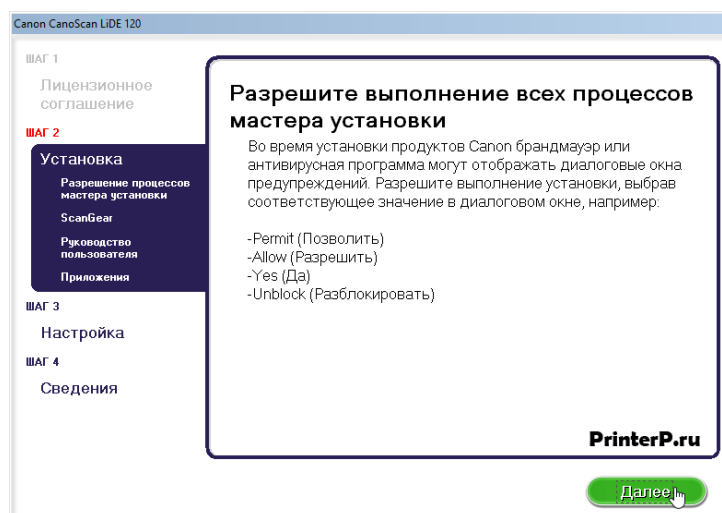 Canon CanoScan LiDE 120
ШАГ 1
Лицензионное
соглашение
ШАГ 2
Установка
Разрешение процессов
мастера установки
ScanGear
Руководство
пользователя
Приложения
ШАГ 3
Настройка
ШАГ 4
Сведения
Разрешите выполнение всех процессов
мастера установки
Во время установки продуктов Canon брандмауэр или
антивирусная программа могут отображать диалоговые окна
предупреждений. Разрешите выполнение установки, выбрав
соответствующее значение в диалоговом окне, например:
-Permit (Позволить)
-Allow (Разрешить)
-Yes (Да)
-Unblock (Разблокировать)
PrinterP.ru
Далее